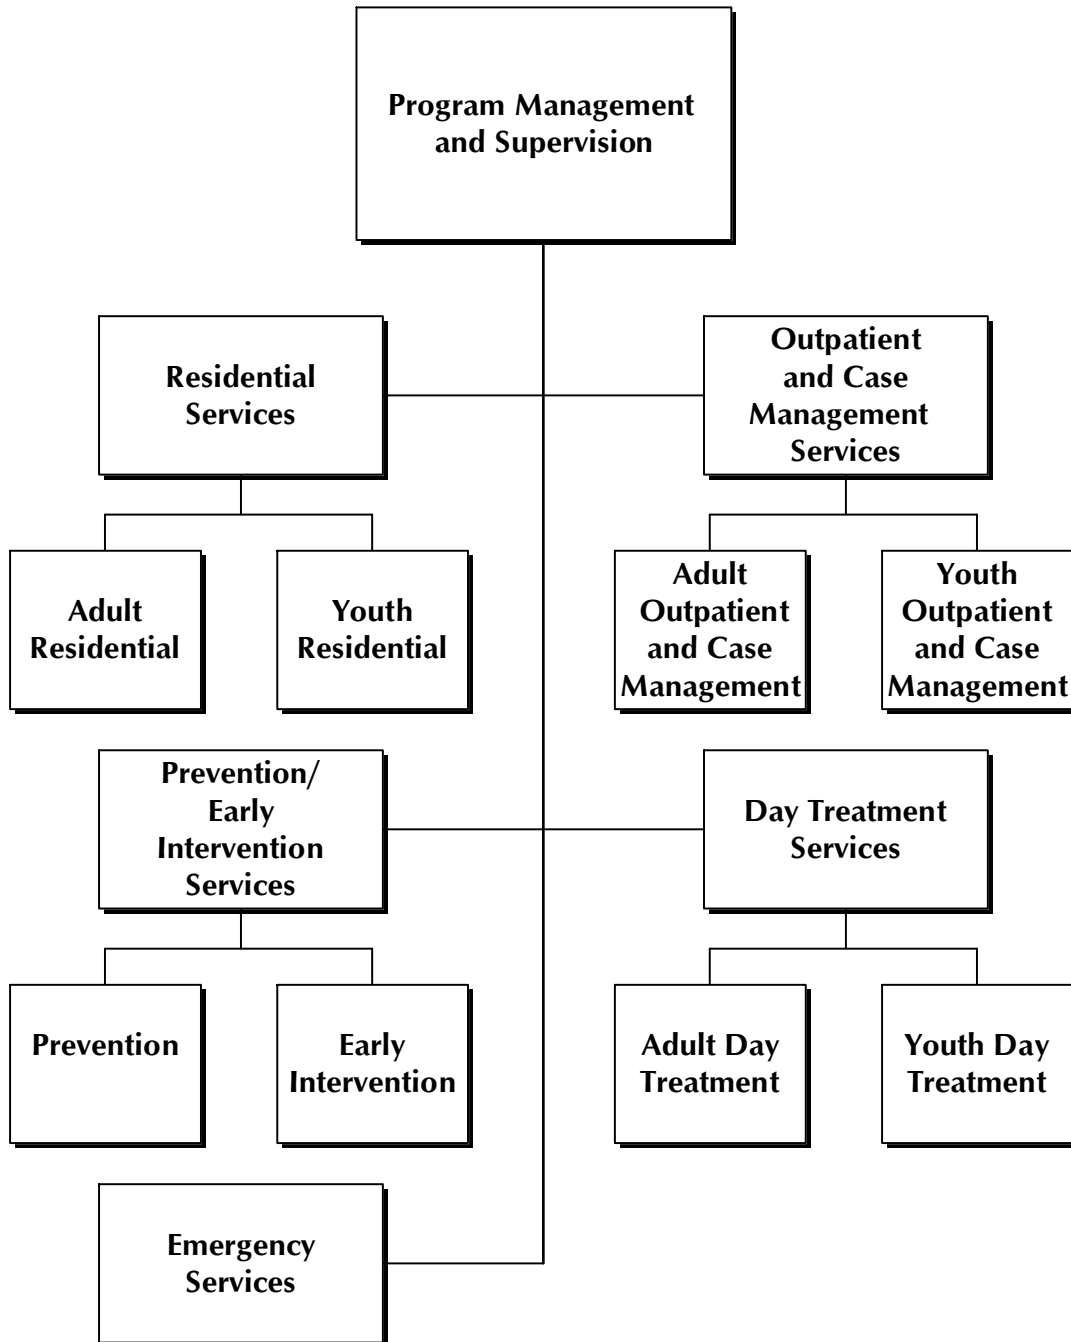 Program Management
and Supervision
Residential
Services
Outpatient
and Case
Management
Services
Adult
Residential
Youth
Residential
Adult
Outpatient
and Case
Management
Youth
Outpatient
and Case
Management
Prevention/
Early
Intervention
Services
Day Treatment
Services
Prevention
Early
Intervention
Adult Day
Treatment
Youth Day
Treatment
Emergency
Services